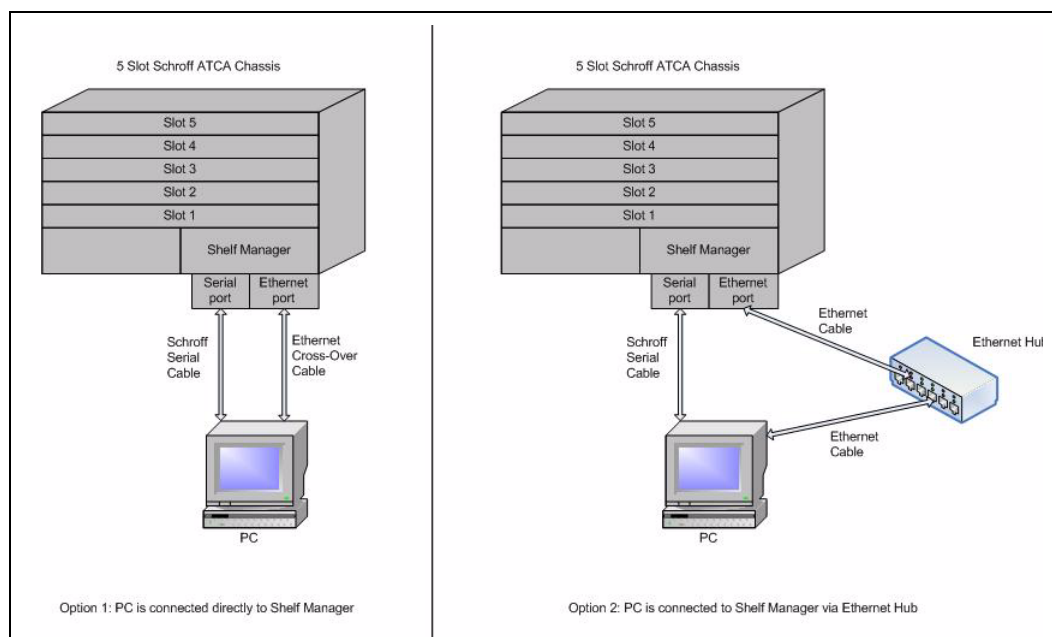 5 Slot Schroff ATCA Chassis
Slot 5
Slot 4
Slot 3
Slot 2
Slot 1
Shelf Manager
Serial
port
Ethernet
port
Schroff
Serial
Cable
Ethernet
Cross-Over
Cable
PC
Option 1: PC is connected directly to Shelf Manager
5 Slot Schroff ATCA Chassis
Slot 5
Slot 4
Slot 3
Slot 2
Slot 1
Shelf Manager
Serial
port
Ethernet
port
Ethernet
Cable
Ethernet Hub
Schroff
Serial
Cable
Ethernet
Cable
PC
Option 2: PC is connected to Shelf Manager via Ethernet Hub